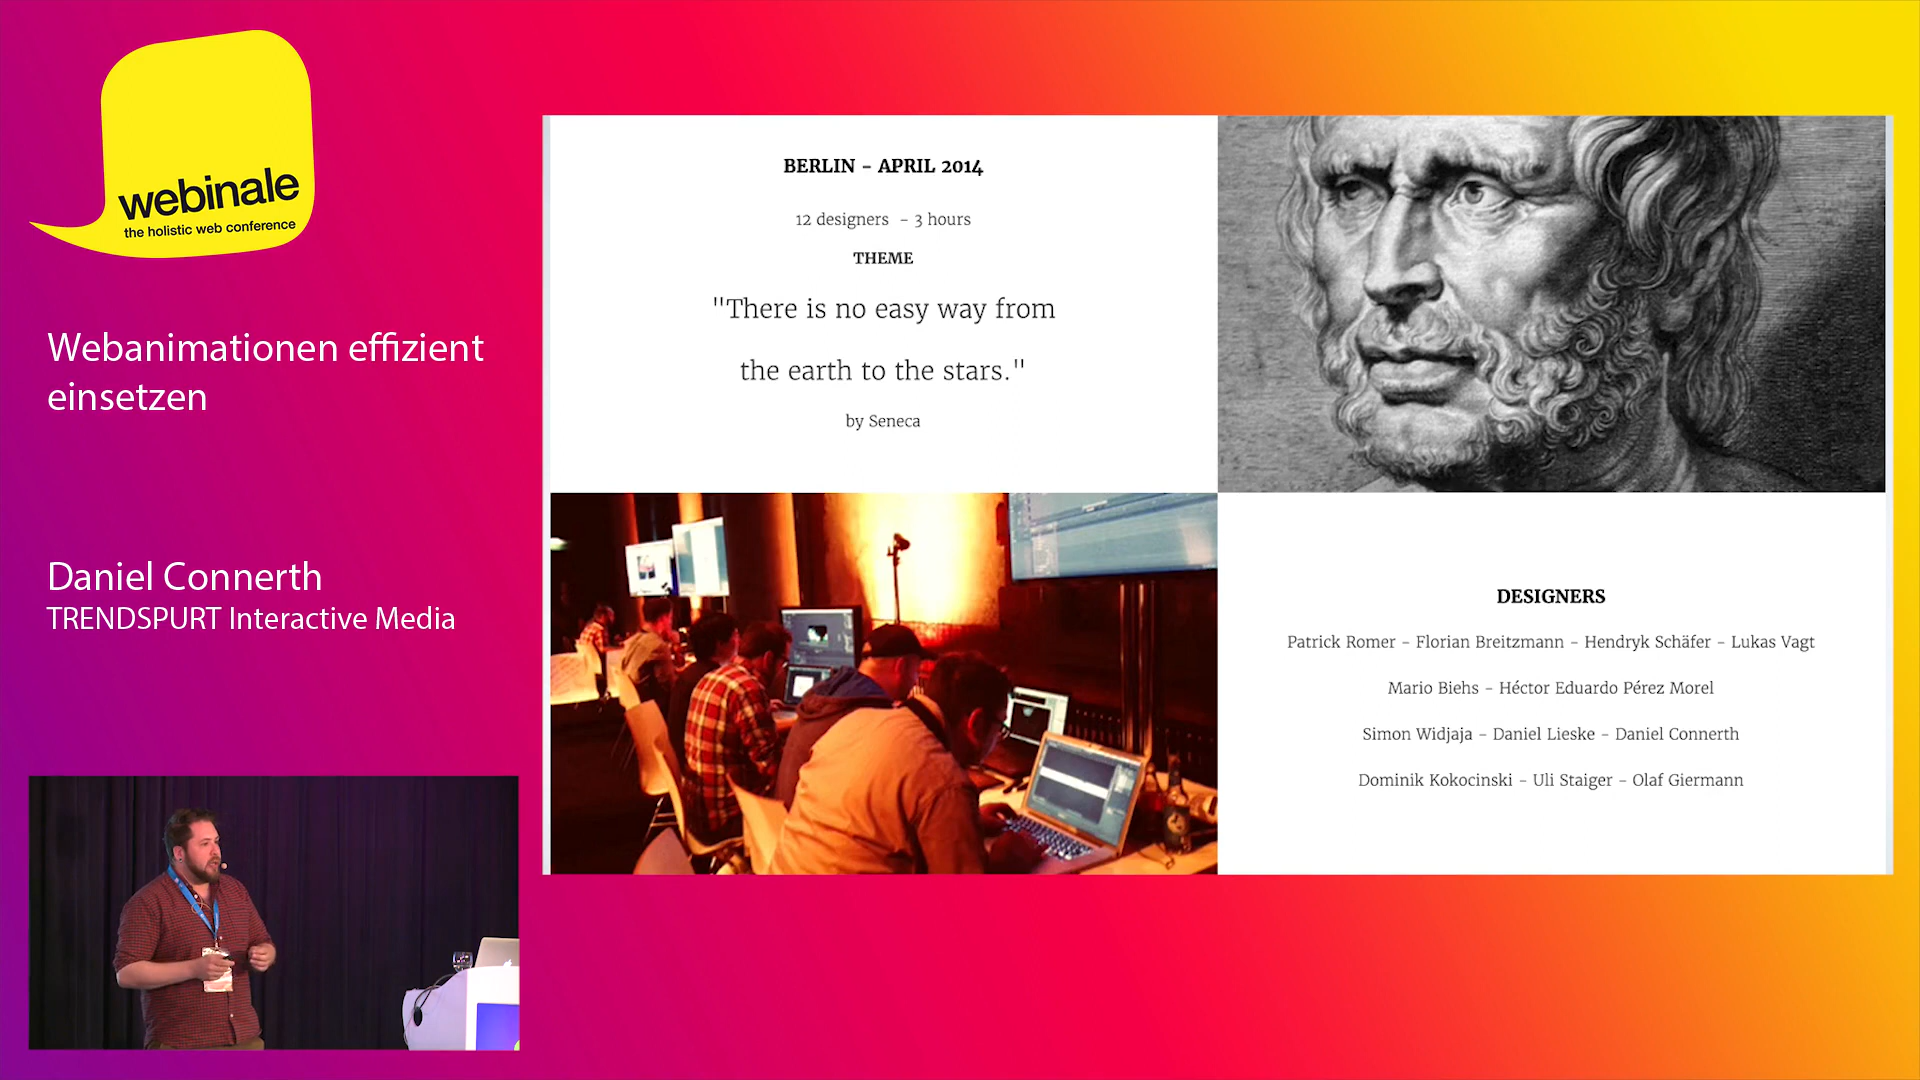 webinale
the holistic web conference
Webanimationen effizient
einsetzen
Daniel Connerth
TRENDSPURT Interactive Media
BERLIN – APRIL 2014
12 designers – 3 hours
THEME
"There is no easy way from
the earth to the stars."
by Seneca
DESIGNERS
Patrick Romer – Florian Breitzmann – Hendryk Schäfer – Lukas Vagt
Mario Biehs – Héctor Eduardo Pérez Morel
Simon Widjaja – Daniel Lieske – Daniel Connerth
Dominik Kokocinski – Uli Staiger – Olaf Giermann